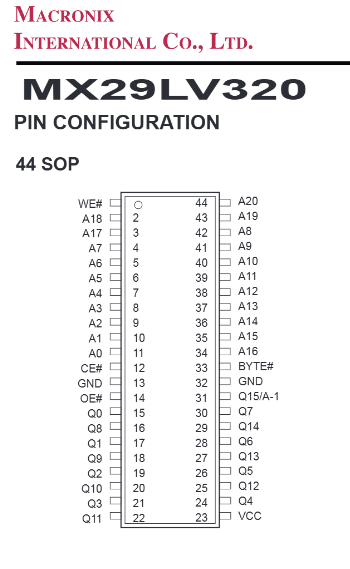 MACRONIX
INTERNATIONAL CO., LTD.
MX29LV320
PIN CONFIGURATION
44 SOP
WE# 44 A20
A18 2 43 A19
A17 3 42 A8
A7 4 41 A9
A6 5 40 A10
A5 6 39 A11
A4 7 38 A12
A3 8 37 A13
A2 9 36 A14
A1 10 35 A15
A0 11 34 A16
CE# 12 33 BYTE#
GND 13 32 GND
OE# 14 31 Q15/A-1
Q0 15 30 Q7
Q8 16 29 Q14
Q1 17 28 Q6
Q9 18 27 Q13
Q2 19 26 Q5
Q10 20 25 Q12
Q3 21 24 Q4
Q11 22 23 VCC